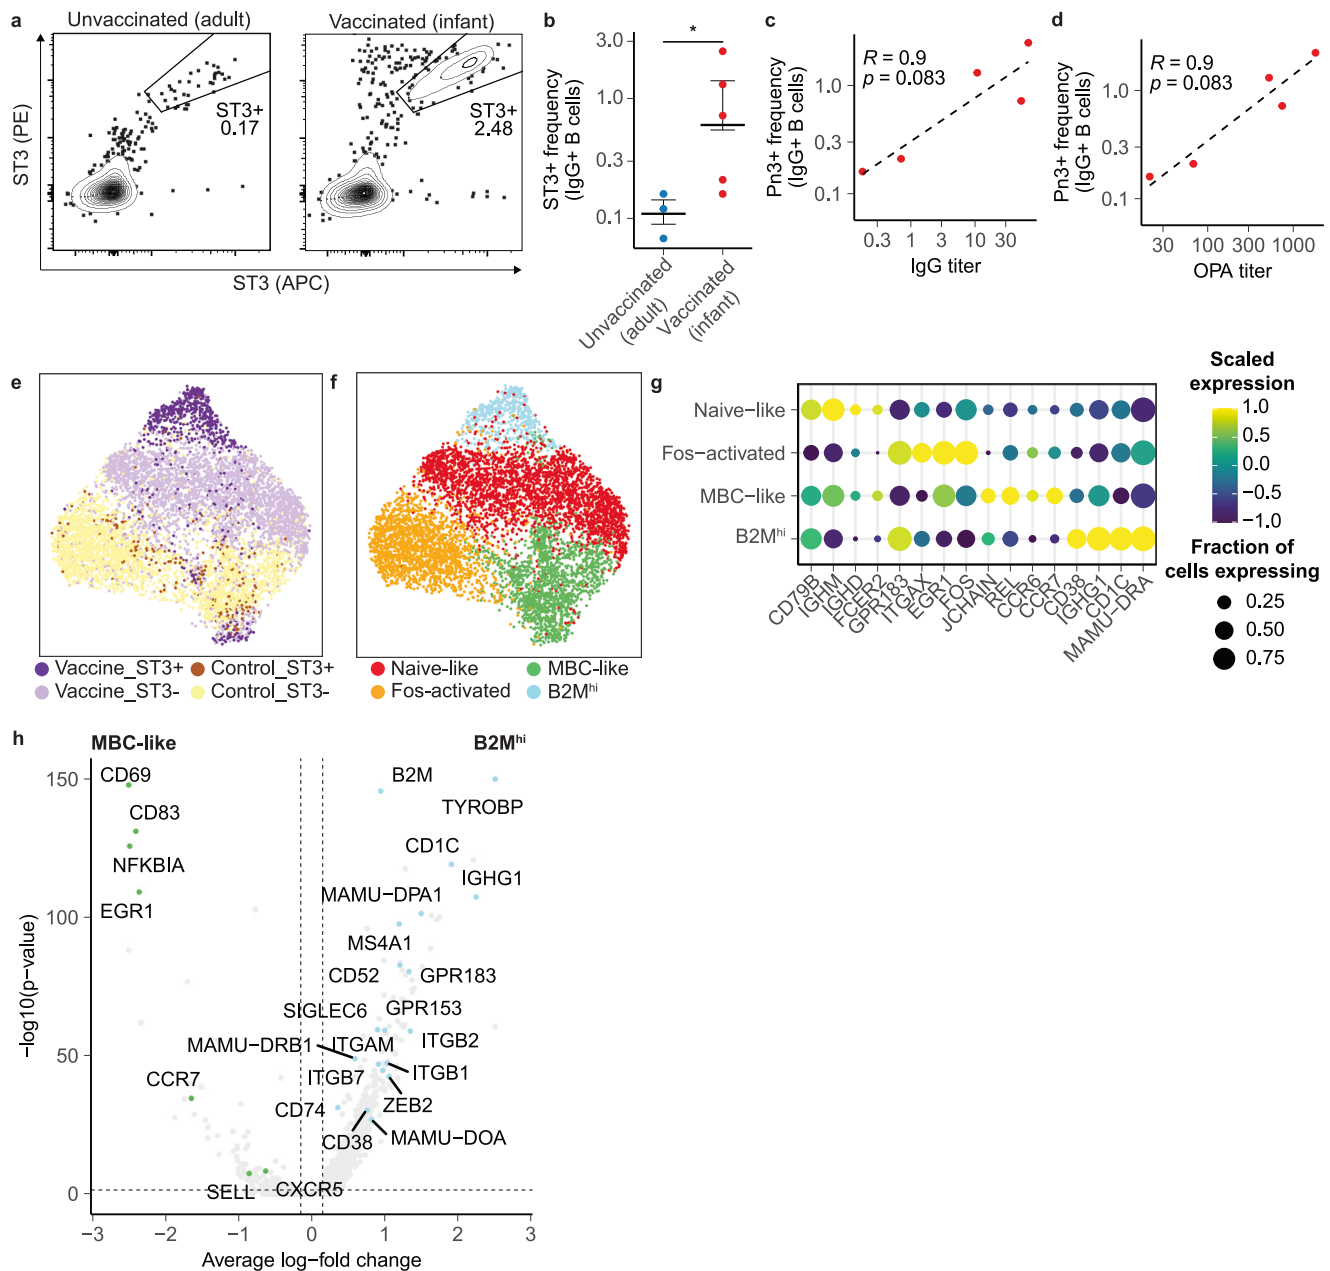 a
Unvaccinated (adult)
Vaccinated (infant)
ST3 (PE)
ST3+
0.17
ST3+
2.48
ST3 (APC)
b
ST3+ frequency
(IgG+ B cells)
3.0
1.0
0.3
0.1
*
Unvaccinated
(adult)
Vaccinated
(infant)
c
Pn3+ frequency
(IgG+ B cells)
R = 0.9
p = 0.083
1.0
0.3
0.1
0.3
1
3
10
30
IgG titer
d
Pn3+ frequency
(IgG+ B cells)
R = 0.9
p = 0.083
1.0
0.3
0.1
30
100
300
1000
OPA titer
e
Vaccine_ST3+
Control_ST3+
Vaccine_ST3-
Control_ST3-
f
Naive-like
MBC-like
Fos-activated
B2Mhi
g
Naive-like
Fos-activated
MBC-like
B2Mhi
CD79B
IGHM
IGHD
FCER2
GPR183
ITGAX
EGR1
FOS
JCHAIN
REL
CCR6
CCR7
CD38
IGHG1
CD1C
MAMU-DRA
Scaled
expression
1.0
0.5
0.0
−0.5
−1.0
Fraction of
cells expressing
0.25
0.50
0.75
h
MBC-like
B2Mhi
CD69
CD83
NFKBIA
EGR1
B2M
TYROBP
CD1C
IGHG1
MAMU−DPA1
MS4A1
CD52
GPR183
SIGLEC6
GPR153
MAMU−DRB1
ITGAM
ITGB2
ITGB7
ITGB1
CCR7
CD74
ZEB2
CD38
MAMU−DOA
SELL
CXCR5
−log10(p−value)
150
100
50
0
−3
−2
−1
0
1
2
3
Average log−fold change